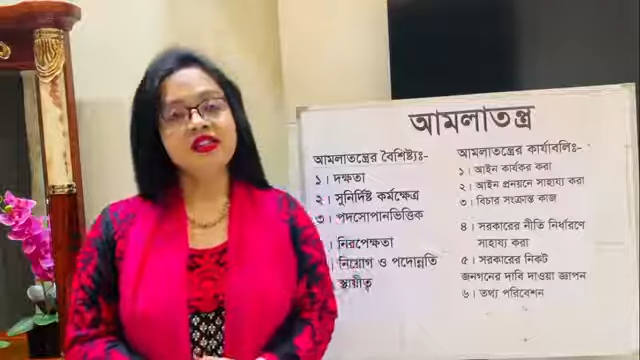 আমলাতন্ত্র
আমলাতন্ত্রের বৈশিষ্ট্যঃ-
১। দক্ষতা
২। সুনির্দিষ্ট কর্মক্ষেত্র
৩। পদসোপানভিত্তিক
। নিরপেক্ষতা
। নিয়োগ ও পদোন্নতি
স্থায়ীত্ব
আমলাতন্ত্রের কার্যাবলিঃ-
১। আইন কার্যকর করা
২। আইন প্রনয়নে সাহায্য করা
৩। বিচার সংক্রান্ত কাজ
৪। সরকারের নীতি নির্ধারণে
সাহায্য করা
৫। সরকারের নিকট
জনগনের দাবি দাওয়া জ্ঞাপন
৬। তথ্য পরিবেশন